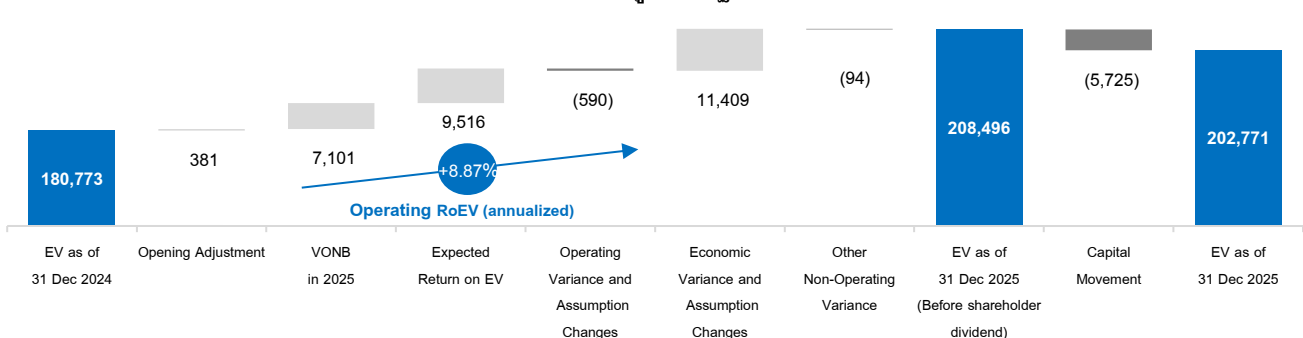 180,773
381
7,101
9,516
(590)
11,409
(94)
208,496
(5,725)
202,771
+8.87%
Operating RoEV (annualized)
EV as of
31 Dec 2024
Opening Adjustment
VONB
in 2025
Expected
Return on EV
Operating
Variance and
Assumption
Changes
Economic
Variance and
Assumption
Changes
Other
Non-Operating
Variance
EV as of
31 Dec 2025
(Before shareholder
dividend)
Capital
Movement
EV as of
31 Dec 2025